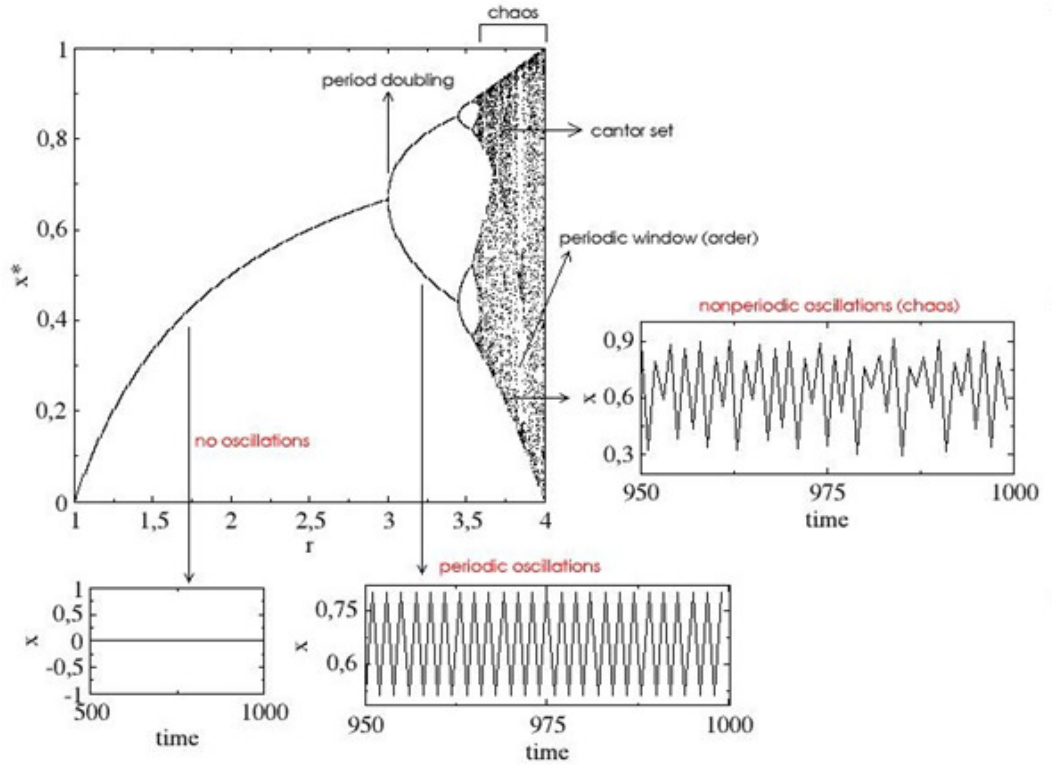 chaos
1
period doubling
0,8
cantor set
0,6
x*
periodic window (order)
0,4
nonperiodic oscillations (chaos)
0,9
x
0,6
0,3
0,2
no oscillations
0
1
1,5
2
2,5
3
3,5
4
r
950
975
1000
time
periodic oscillations
1
0,5
x
0
-0,5
-1
500
1000
time
0,75
x
0,6
950
975
1000
time